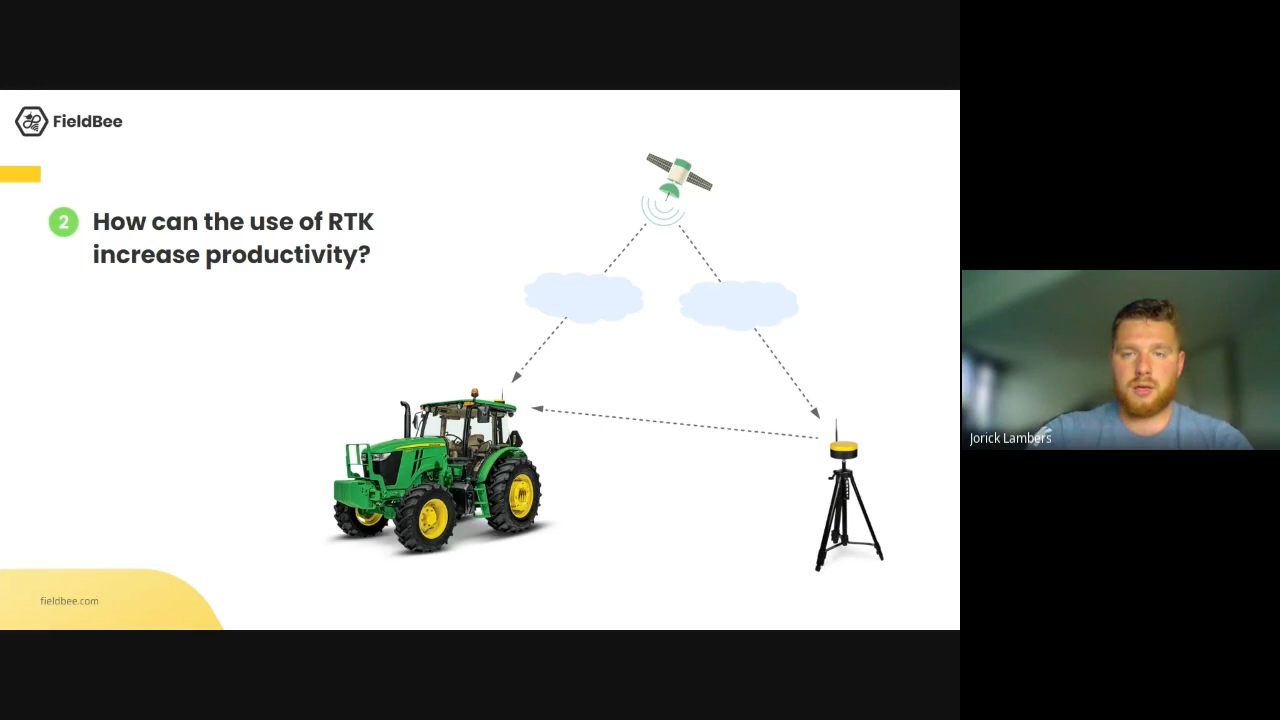 FieldBee
2 How can the use of RTK
increase productivity?
fieldbee.com
Jorick Lambers